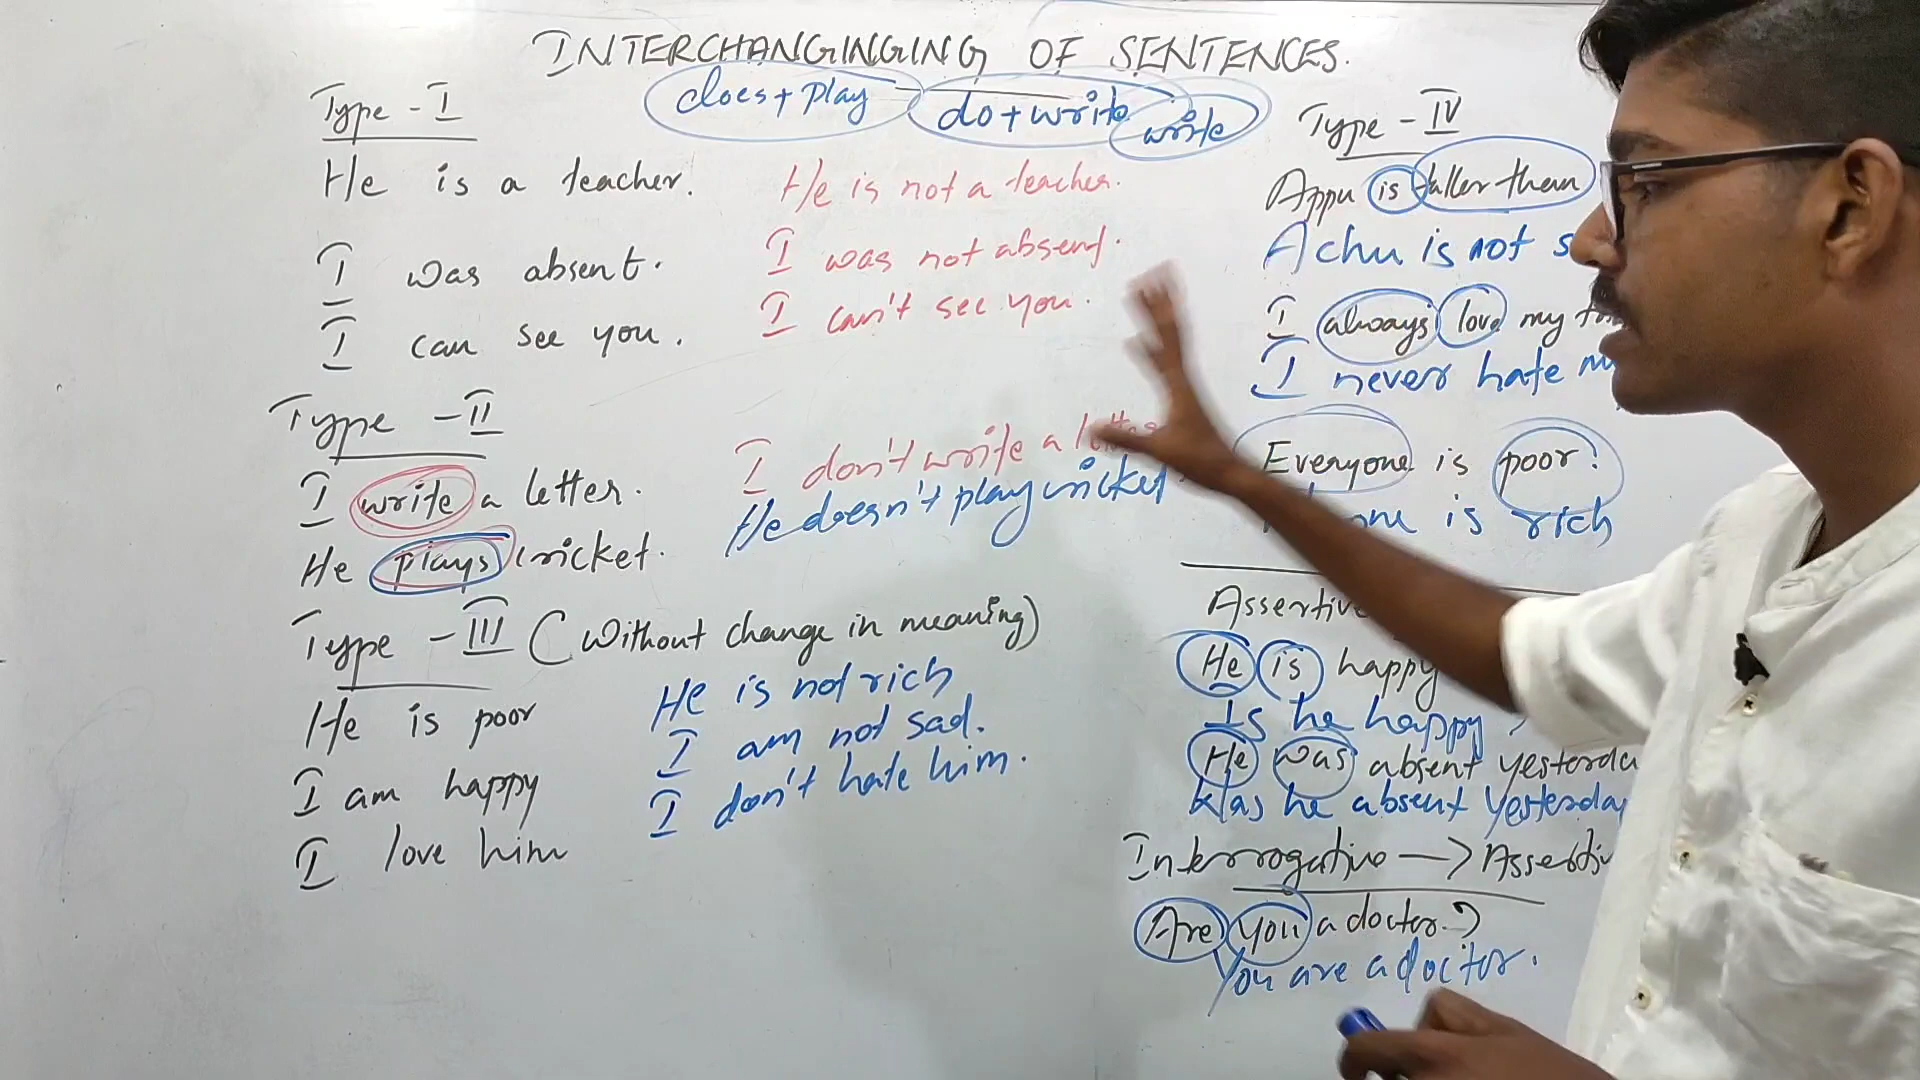 INTERCHANGINGING OF SENTENCES.
does + play do + write write
Type - I
He is a teacher. He is not a teacher.
I was absent. I was not absent.
I can see you. I can't see you.
Type - II
I write a letter. I don't write a
He plays cricket. He doesn't play cricket
Type - III (Without change in meaning)
He is poor He is not rich
I am happy I am not sad.
I love him I don't hate him.
Type - IV
Appu is taller than
Achu is not s
I always love my
I never hate
Everyone is poor.
is rich
Assertive
He is happy
Is he happy
He was absent yesterda
Was he absent yesterday
Interrogative -> Assertiv
Are you a doctor?
You are a doctor.